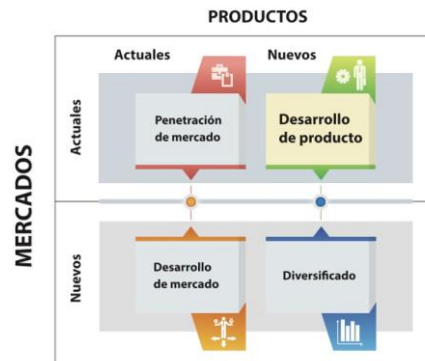 PRODUCTOS
Actuales
Nuevos
MERCADOS
Actuales
Penetración
de mercado
Desarrollo
de producto
Nuevos
Desarrollo
de mercado
Diversificado